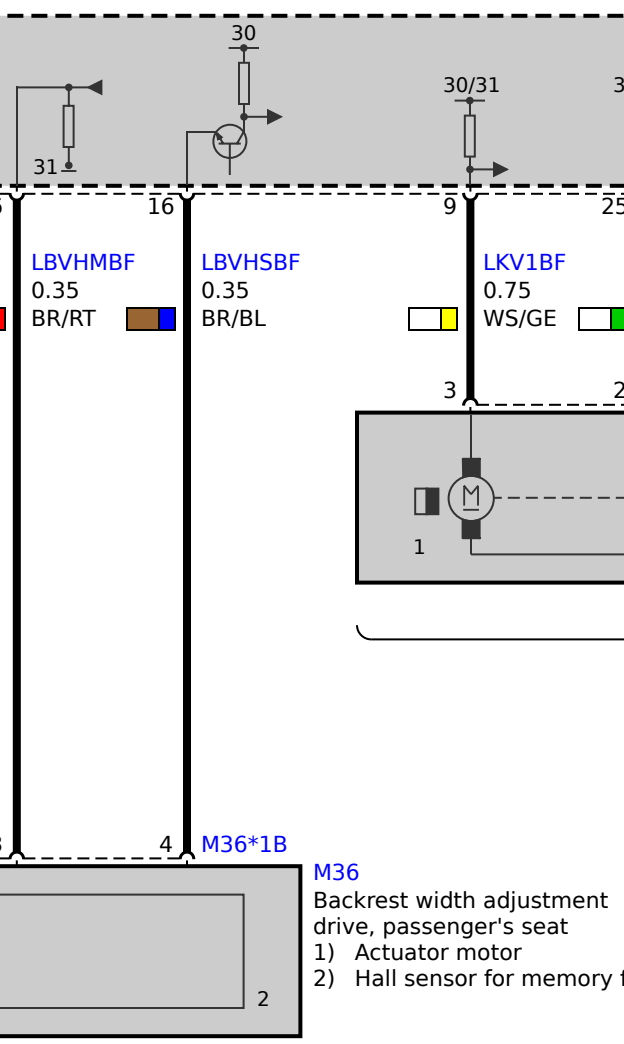 30
30/31
31
16
9
25
LBVHMBF
0.35
BR/RT
LBVHSBF
0.35
BR/BL
LKV1BF
0.75
WS/GE
3
2
M
1
4
M36*1B
M36
Backrest width adjustment
drive, passenger's seat
1) Actuator motor
2) Hall sensor for memory
2